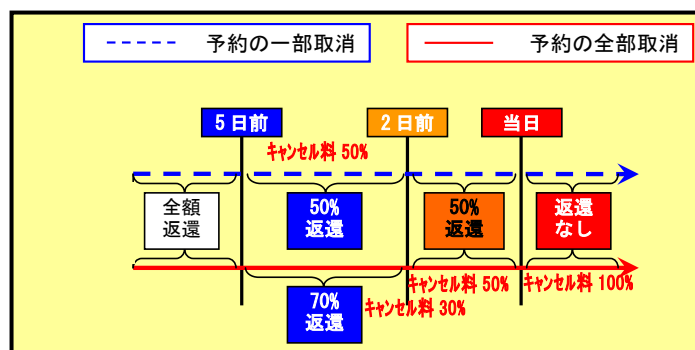 予約の一部取消
予約の全部取消
5日前
2日前
当日
キャンセル料 50%
全額
返還
50%
返還
50%
返還
返還
なし
キャンセル料 50%
キャンセル料 100%
70%
返還
キャンセル料 30%